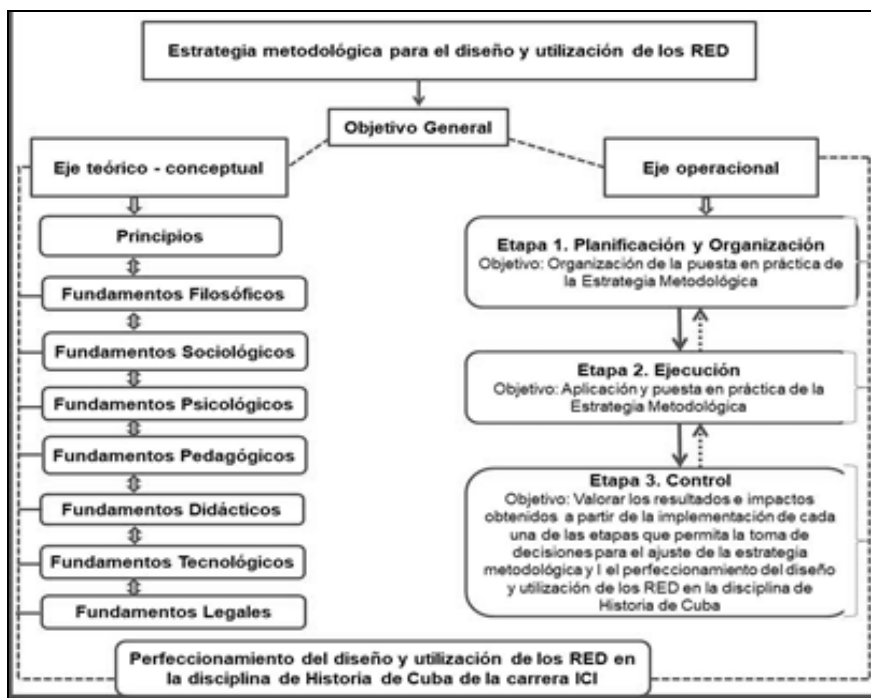 Estrategia metodológica para el diseño y utilización de los RED
Objetivo General
Eje teórico - conceptual
Principios
Fundamentos Filosóficos
Fundamentos Sociológicos
Fundamentos Psicológicos
Fundamentos Pedagógicos
Fundamentos Didácticos
Fundamentos Tecnológicos
Fundamentos Legales
Eje operacional
Etapa 1. Planificación y Organización
Objetivo: Organización de la puesta en práctica de
la Estrategia Metodológica
Etapa 2. Ejecución
Objetivo: Aplicación y puesta en práctica de la
Estrategia Metodológica
Etapa 3. Control
Objetivo: Valorar los resultados e impactos
obtenidos a partir de la implementación de cada
una de las etapas que permita la toma de
decisiones para el ajuste de la estrategia
metodológica y l el perfeccionamiento del diseño
y utilización de los RED en la disciplina de
Historia de Cuba
Perfeccionamiento del diseño y utilización de los RED en
la disciplina de Historia de Cuba de la carrera ICI